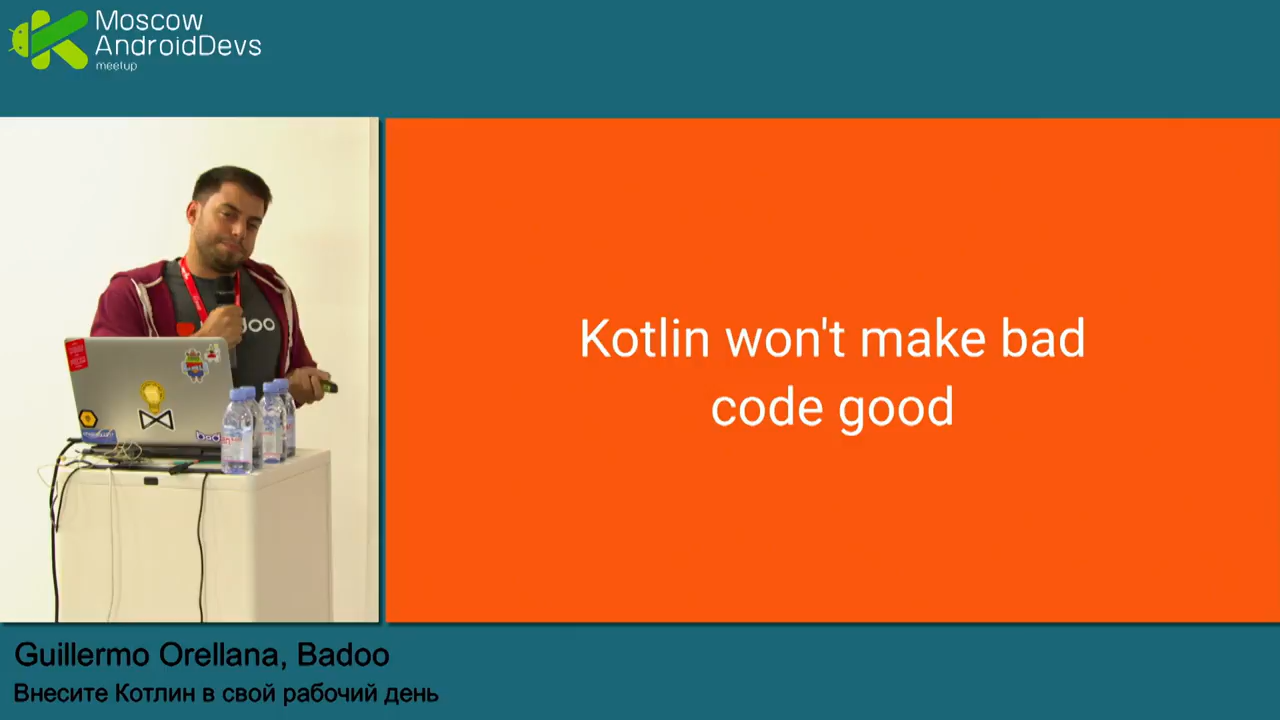 Moscow
AndroidDevs
meetup
Kotlin won't make bad
code good
Guillermo Orellana, Badoo
Внесите Котлин в свой рабочий день